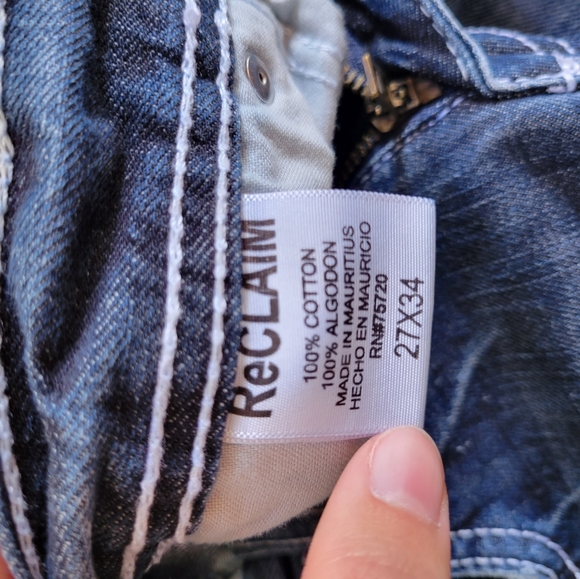 ReCLAIM
100% COTTON
100% ALGODON
MADE IN MAURITIUS
HECHO EN MAURICIO
RN#75720
27X34